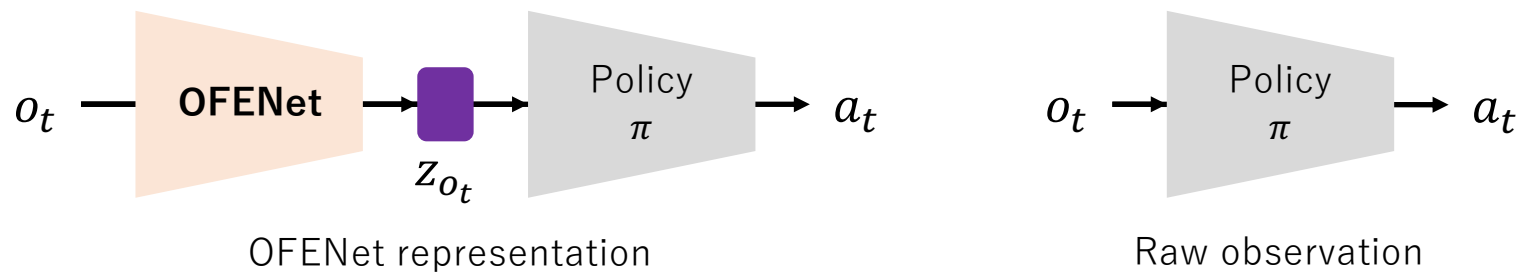 o_t OFENet z_{o_t} Policy π a_t
OFENet representation
o_t Policy π a_t
Raw observation